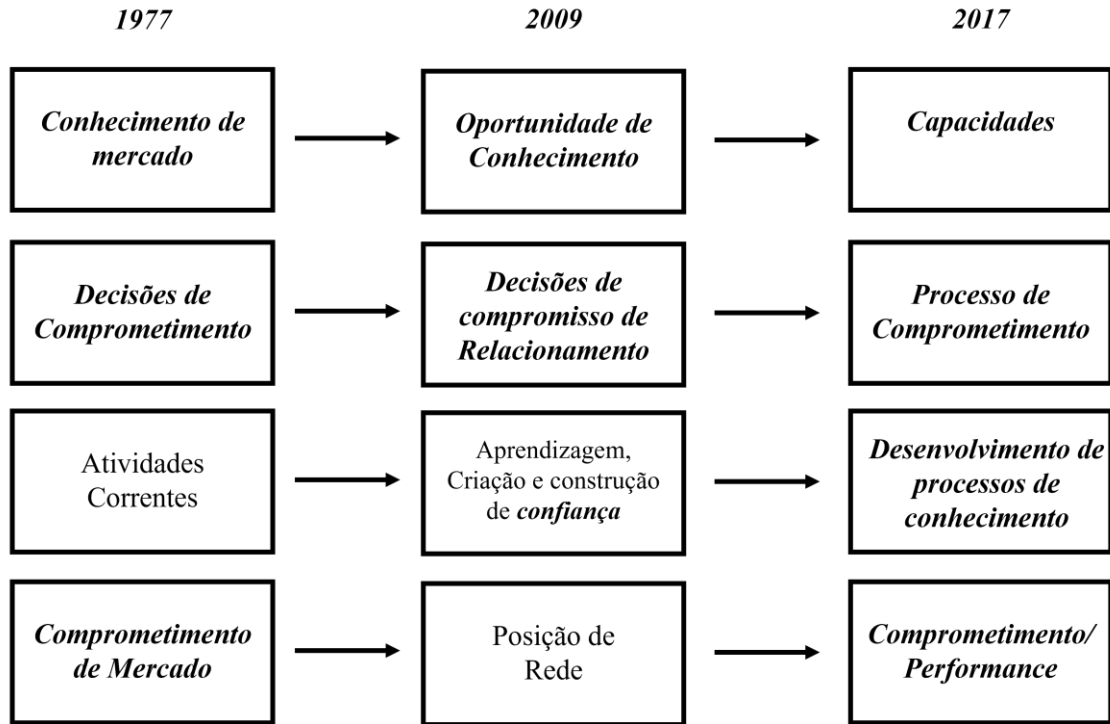 1977
2009
2017
Conhecimento de
mercado
Oportunidade de
Conhecimento
Capacidades
Decisões de
Comprometimento
Decisões de
compromisso de
Relacionamento
Processo de
Comprometimento
Atividades
Correntes
Aprendizagem,
Criação e construção
de confiança
Desenvolvimento de
processos de
conhecimento
Comprometimento
de Mercado
Posição de
Rede
Comprometimento/
Performance